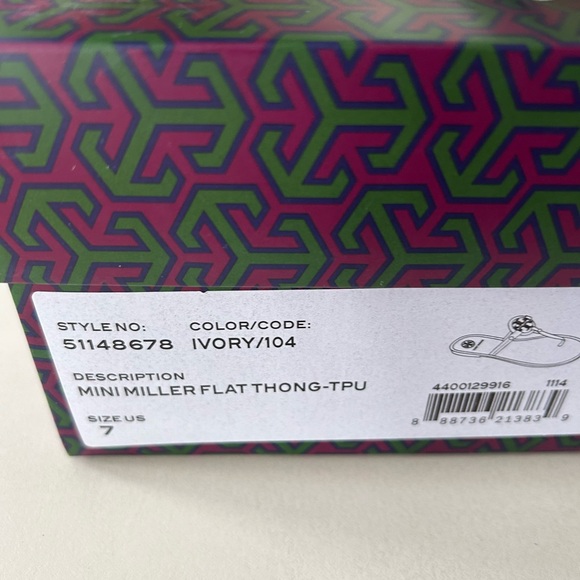 STYLE NO: COLOR/CODE:
51148678 IVORY/104
DESCRIPTION
MINI MILLER FLAT THONG-TPU
SIZE US
7
4400129916 1114
8 88736 21383 9